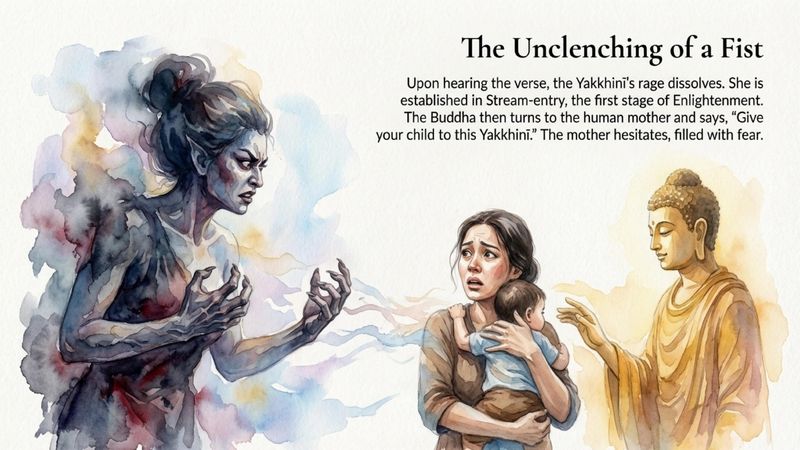 The Unclenching of a Fist
Upon hearing the verse, the Yakkhinī's rage dissolves. She is
established in Stream-entry, the first stage of Enlightenment.
The Buddha then turns to the human mother and says, “Give
your child to this Yakkhinī.” The mother hesitates, filled with fear.